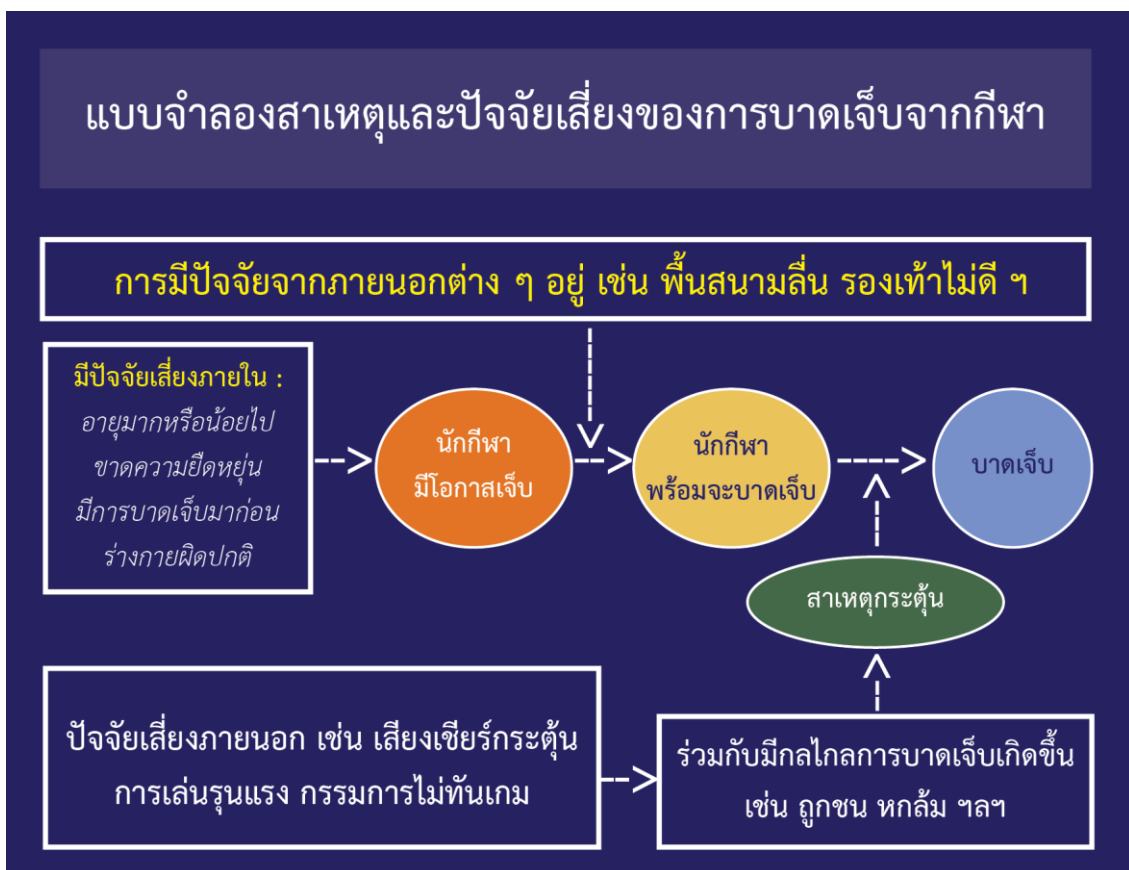 แบบจำลองสาเหตุและปัจจัยเสี่ยงของการบาดเจ็บจากกีฬา
การมีปัจจัยจากภายนอกต่าง ๆ อยู่ เช่น พื้นสนามลื่น รองเท้าไม่ดี ฯ
มีปัจจัยเสี่ยงภายใน :
อายุมากหรือน้อยไป
ขาดความยืดหยุ่น
มีการบาดเจ็บมาก่อน
ร่างกายผิดปกติ
นักกีฬา
มีโอกาสเจ็บ
นักกีฬา
พร้อมจะบาดเจ็บ
บาดเจ็บ
สาเหตุกระตุ้น
ปัจจัยเสี่ยงภายนอก เช่น เสียงเชียร์กระตุ้น
การเล่นรุนแรง กรรมการไม่ทันเกม
ร่วมกับมีกลไกลการบาดเจ็บเกิดขึ้น
เช่น ถูกชน หกล้ม ฯลฯ